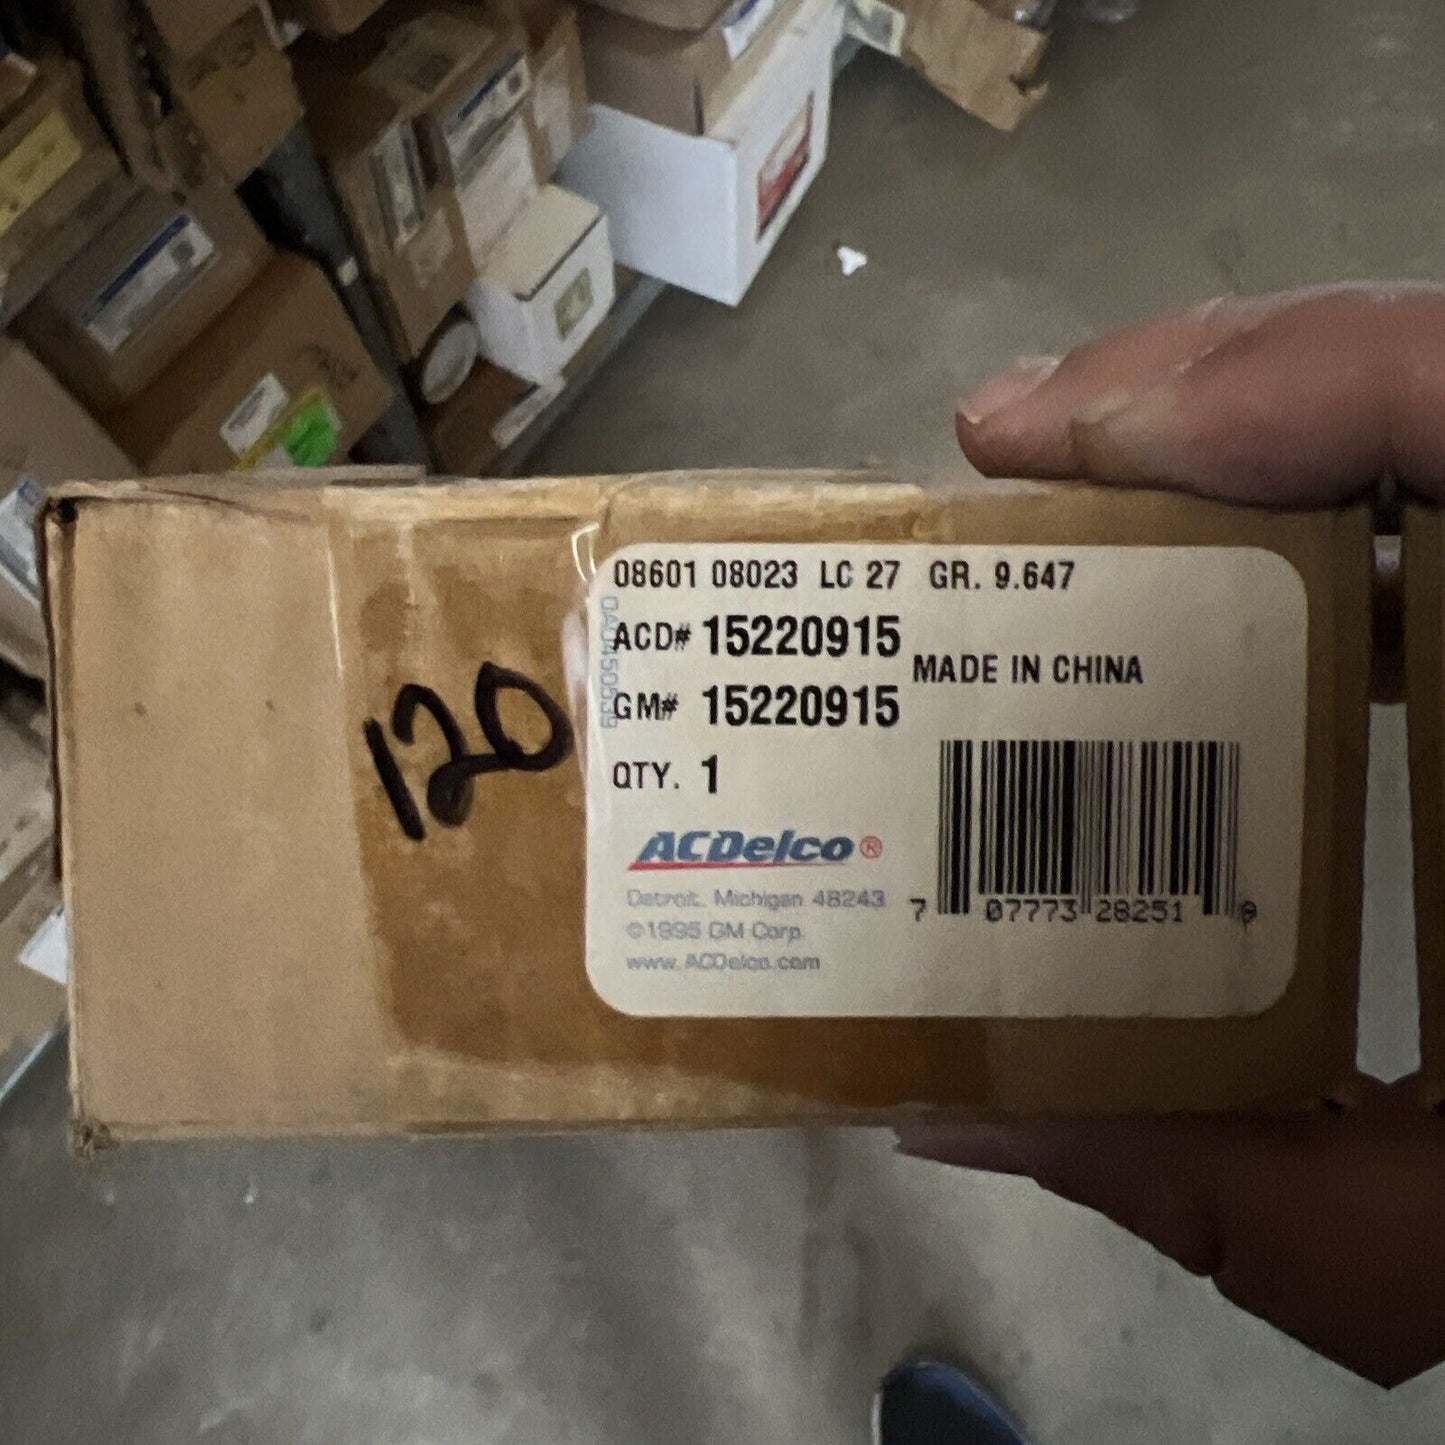 120
08601 08023 LC 27 GR. 9.647
ACD# 15220915
MADE IN CHINA
GM# 15220915
QTY. 1
ACDelco®
Detroit, Michigan 48243
©1995 GM Corp.
www.ACDelco.com
7 07773 28251 8